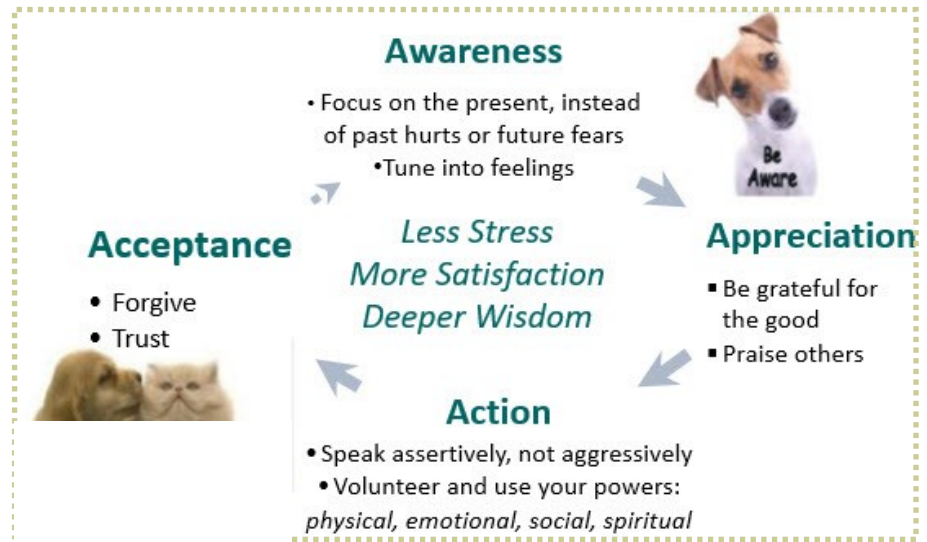 Awareness
• Focus on the present, instead
of past hurts or future fears
•Tune into feelings
Be
Aware
Acceptance
• Forgive
• Trust
Less Stress
More Satisfaction
Deeper Wisdom
Appreciation
▪ Be grateful for
the good
▪ Praise others
Action
• Speak assertively, not aggressively
• Volunteer and use your powers:
physical, emotional, social, spiritual